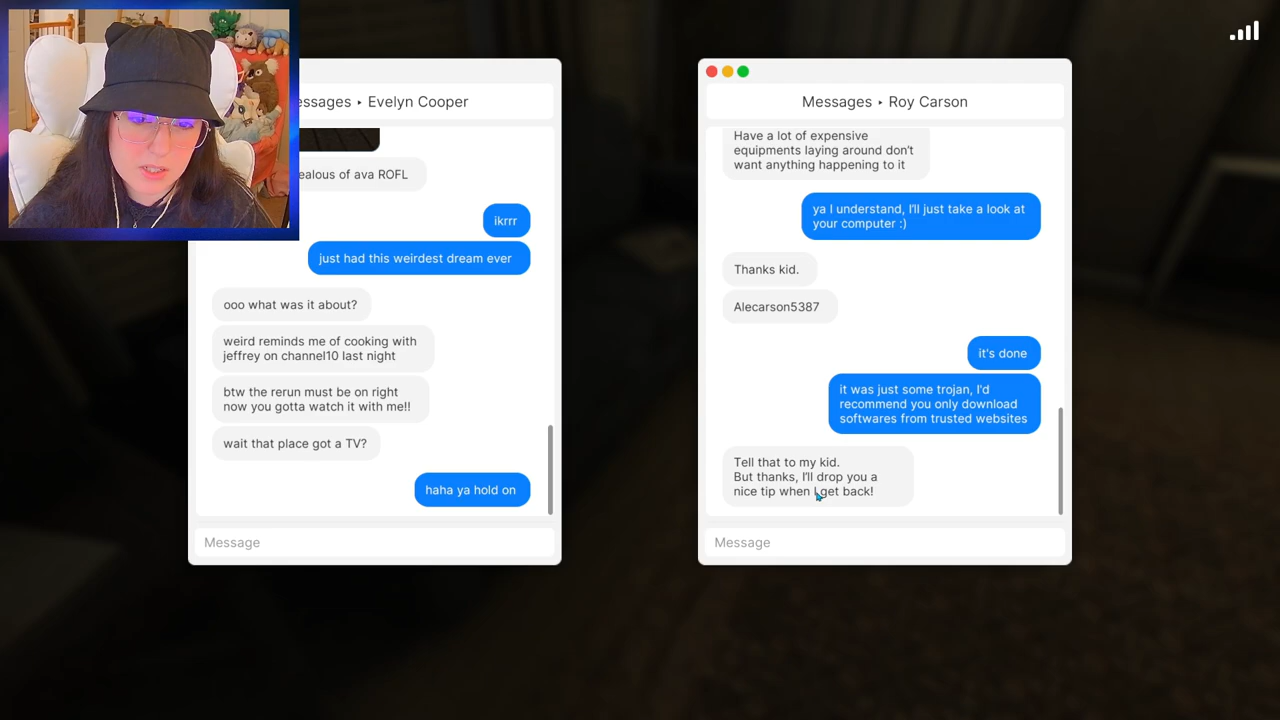 essages ▸ Evelyn Cooper
ealous of ava ROFL
ikrrr
just had this weirdest dream ever
ooo what was it about?
weird reminds me of cooking with
jeffrey on channel10 last night
btw the rerun must be on right
now you gotta watch it with me!!
wait that place got a TV?
haha ya hold on
Message
Messages ▸ Roy Carson
Have a lot of expensive
equipments laying around don't
want anything happening to it
ya I understand, I'll just take a look at
your computer :)
Thanks kid.
Alecarson5387
it's done
it was just some trojan, I'd
recommend you only download
softwares from trusted websites
Tell that to my kid.
But thanks, I'll drop you a
nice tip when I get back!
Message